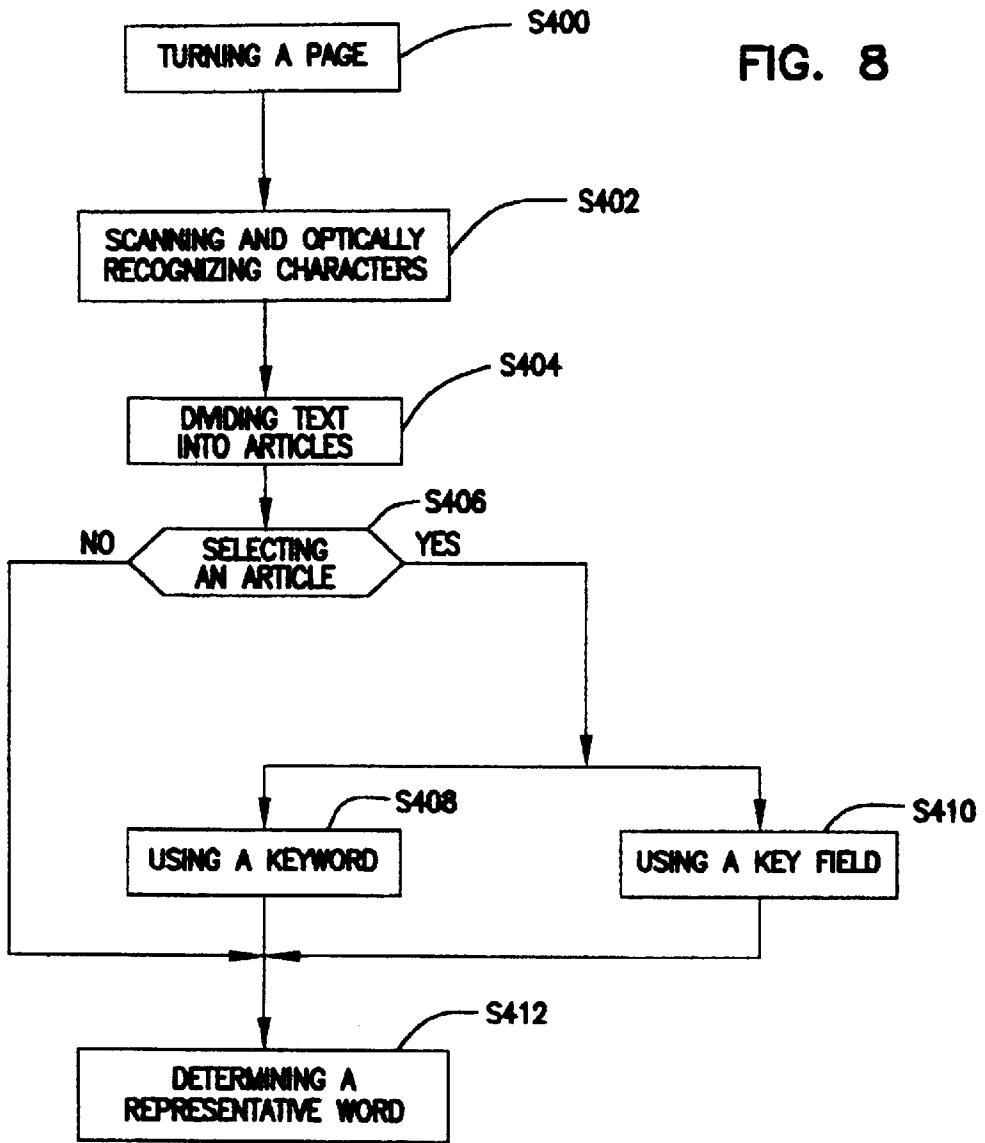 S400
FIG. 8
TURNING A PAGE
S402
SCANNING AND OPTICALLY
RECOGNIZING CHARACTERS
S404
DIVIDING TEXT
INTO ARTICLES
S406
NO
SELECTING
AN ARTICLE
YES
S408
USING A KEYWORD
S410
USING A KEY FIELD
S412
DETERMINING A
REPRESENTATIVE WORD